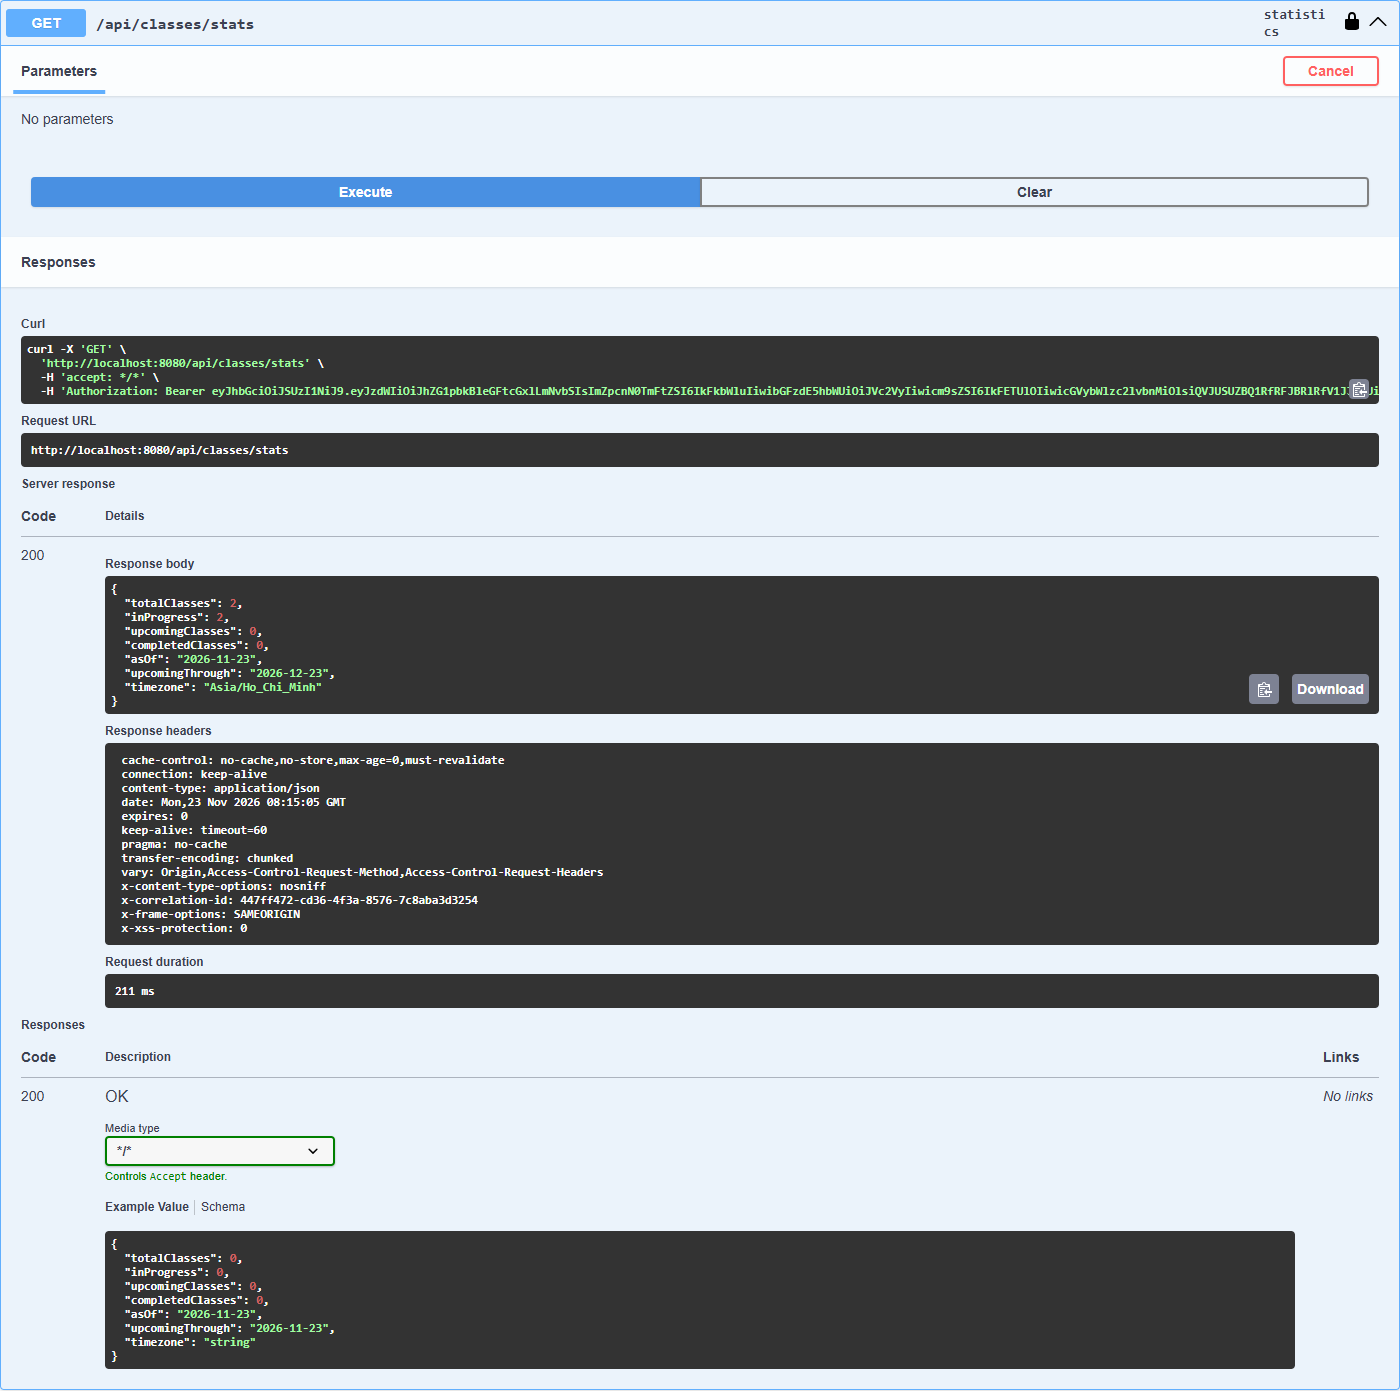 GET /api/classes/stats statisti
cs
Parameters
Cancel
No parameters
Execute
Clear
Responses
Curl
curl -X 'GET' \
'http://localhost:8080/api/classes/stats' \
-H 'accept: */*' \
-H 'Authorization: Bearer
Request URL
http://localhost:8080/api/classes/stats
Server response
Code Details
200
Response body
{
"totalClasses": 2,
"inProgress": 2,
"upcomingClasses": 0,
"completedClasses": 0,
"asOf": "2026-11-23",
"upcomingThrough": "2026-12-23",
"timezone": "Asia/Ho_Chi_Minh"
}
Download
Response headers
cache-control: no-cache,no-store,max-age=0,must-revalidate
connection: keep-alive
content-type: application/json
date: Mon,23 Nov 2026 08:15:05 GMT
expires: 0
keep-alive: timeout=60
pragma: no-cache
transfer-encoding: chunked
vary: Origin,Access-Control-Request-Method,Access-Control-Request-Headers
x-content-type-options: nosniff
x-correlation-id: 447ff472-cd36-4f3a-8576-7c8aba3d3254
x-frame-options: SAMEORIGIN
x-xss-protection: 0
Request duration
211 ms
Responses
Code Description Links
200 OK No links
Media type
*/*
Controls Accept header.
Example Value Schema
{
"totalClasses": 0,
"inProgress": 0,
"upcomingClasses": 0,
"completedClasses": 0,
"asOf": "2026-11-23",
"upcomingThrough": "2026-11-23",
"timezone": "string"
}